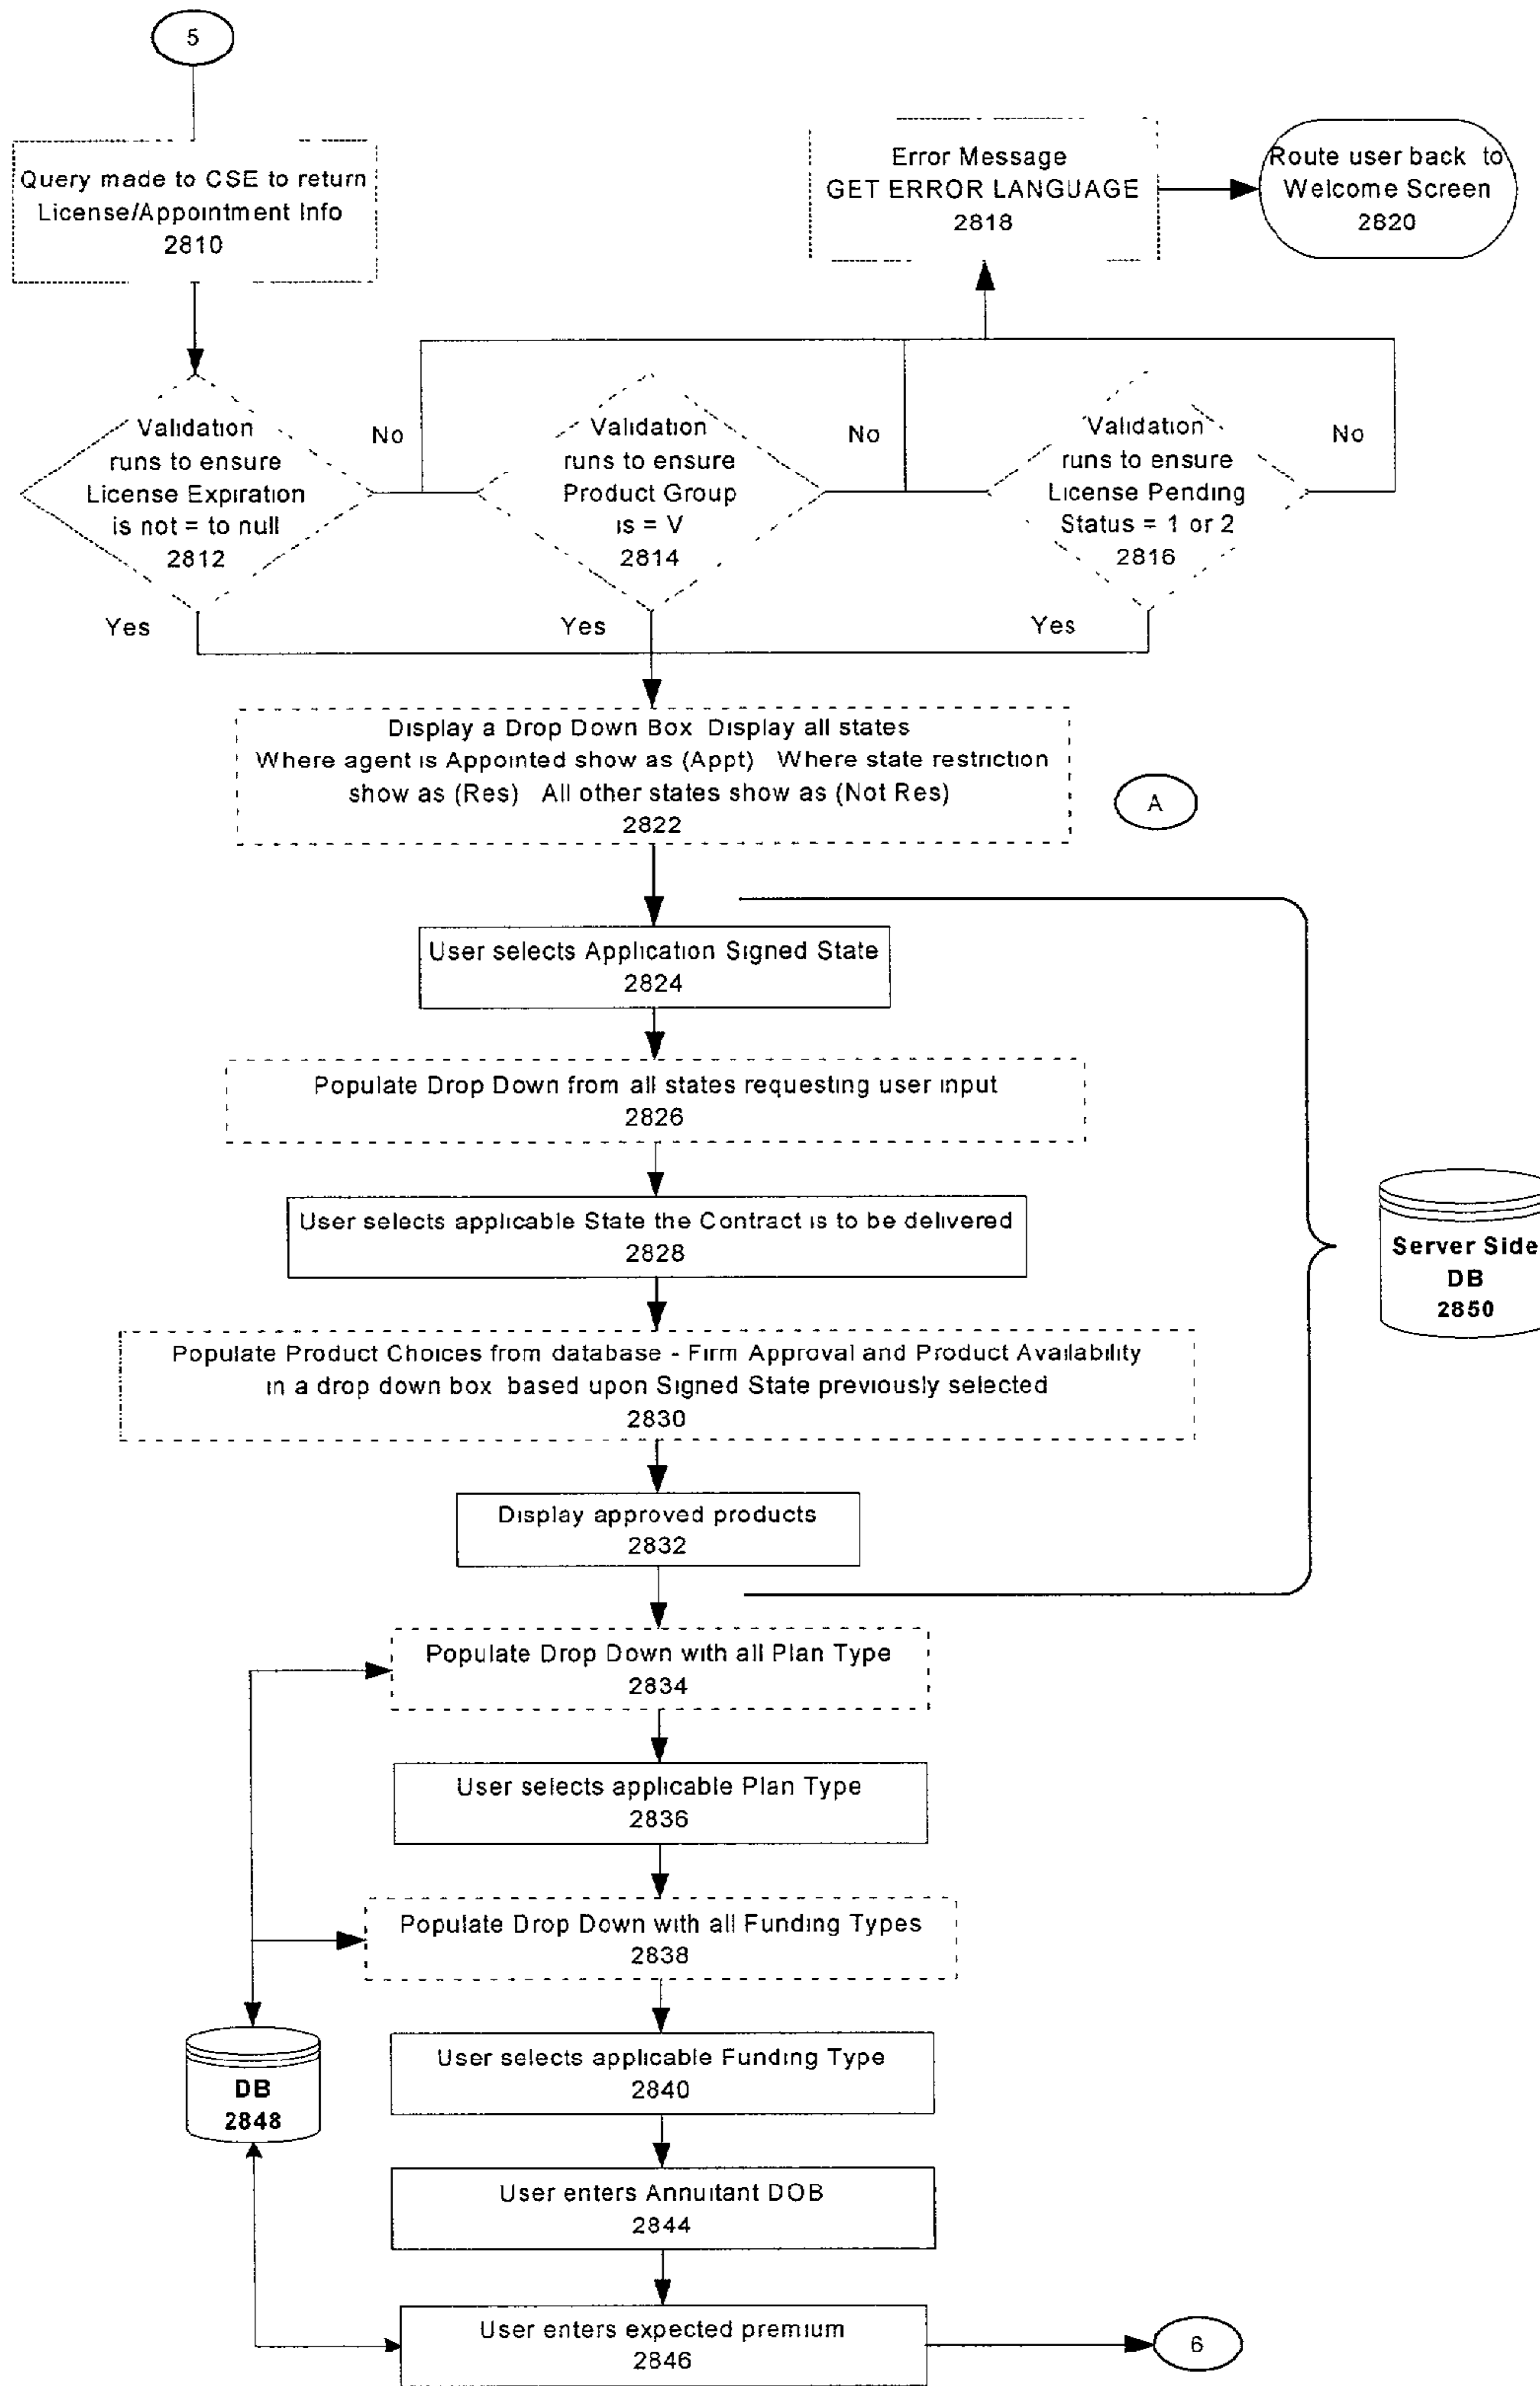 5
Query made to CSE to return
License/Appointment Info
2810
Error Message
GET ERROR LANGUAGE
2818
Route user back to
Welcome Screen
2820
Validation
runs to ensure
License Expiration
is not = to null
2812
No
Yes
Validation
runs to ensure
Product Group
is = V
2814
No
Yes
Validation
runs to ensure
License Pending
Status = 1 or 2
2816
No
Yes
Display a Drop Down Box Display all states
Where agent is Appointed show as (Appt) Where state restriction
show as (Res) All other states show as (Not Res)
2822
A
User selects Application Signed State
2824
Populate Drop Down from all states requesting user input
2826
User selects applicable State the Contract is to be delivered
2828
Server Side
DB
2850
Populate Product Choices from database - Firm Approval and Product Availability
in a drop down box based upon Signed State previously selected
2830
Display approved products
2832
Populate Drop Down with all Plan Type
2834
User selects applicable Plan Type
2836
Populate Drop Down with all Funding Types
2838
User selects applicable Funding Type
2840
DB
2848
User enters Annuitant DOB
2844
User enters expected premium
2846
6